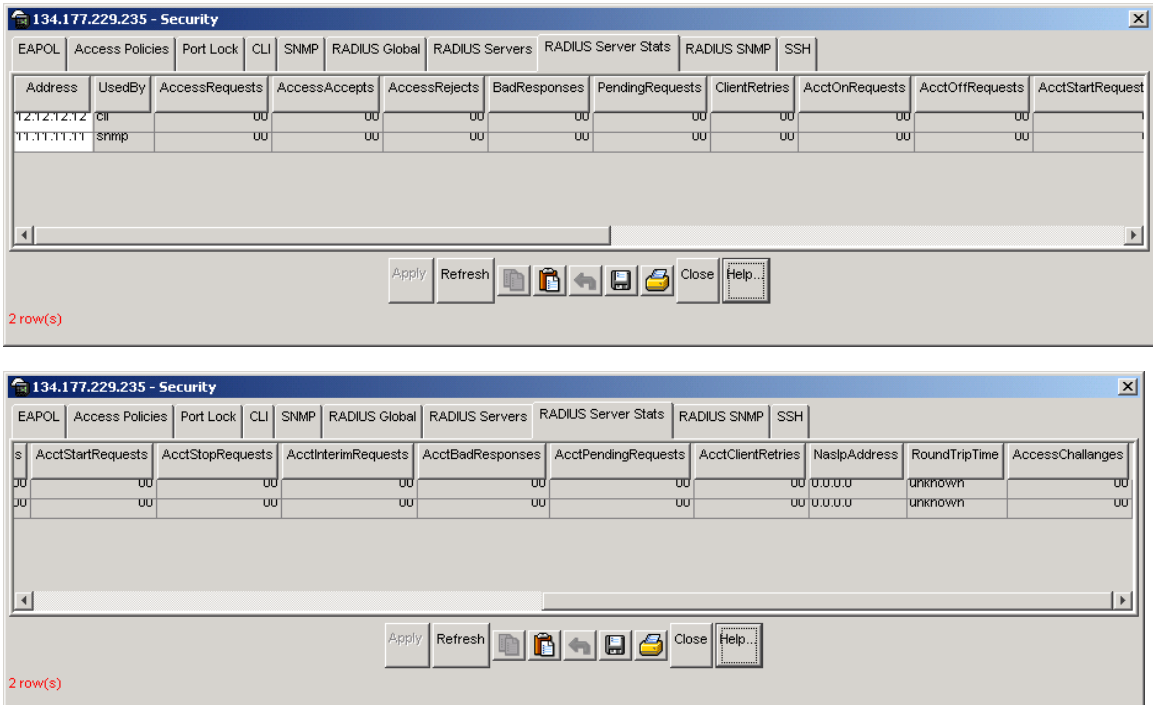 134.177.229.235 - Security
EAPOL Access Policies Port Lock CLI SNMP RADIUS Global RADIUS Servers RADIUS Server Stats RADIUS SNMP SSH
Address UsedBy AccessRequests AccessAccepts AccessRejects BadResponses PendingRequests ClientRetries AcctOnRequests AcctOffRequests AcctStartRequest
12.12.12.12 cli 00 00 00 00 00 00 00 00
11.11.11.11 snmp 00 00 00 00 00 00 00 00
Apply Refresh Close Help...
2 row(s)
134.177.229.235 - Security
EAPOL Access Policies Port Lock CLI SNMP RADIUS Global RADIUS Servers RADIUS Server Stats RADIUS SNMP SSH
s AcctStartRequests AcctStopRequests AcctInterimRequests AcctBadResponses AcctPendingRequests AcctClientRetries NasIpAddress RoundTripTime AccessChallanges
00 00 00 00 00 00 00 0.0.0.0 unknown 00
00 00 00 00 00 00 00 0.0.0.0 unknown 00
Apply Refresh Close Help...
2 row(s)